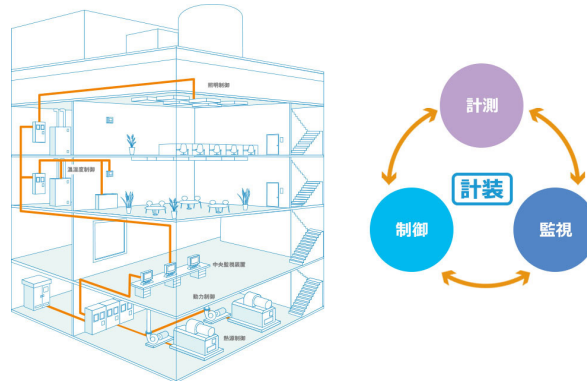 照明制御
温湿度制御
中央監視装置
動力制御
熱源制御
計測
計装
制御
監視